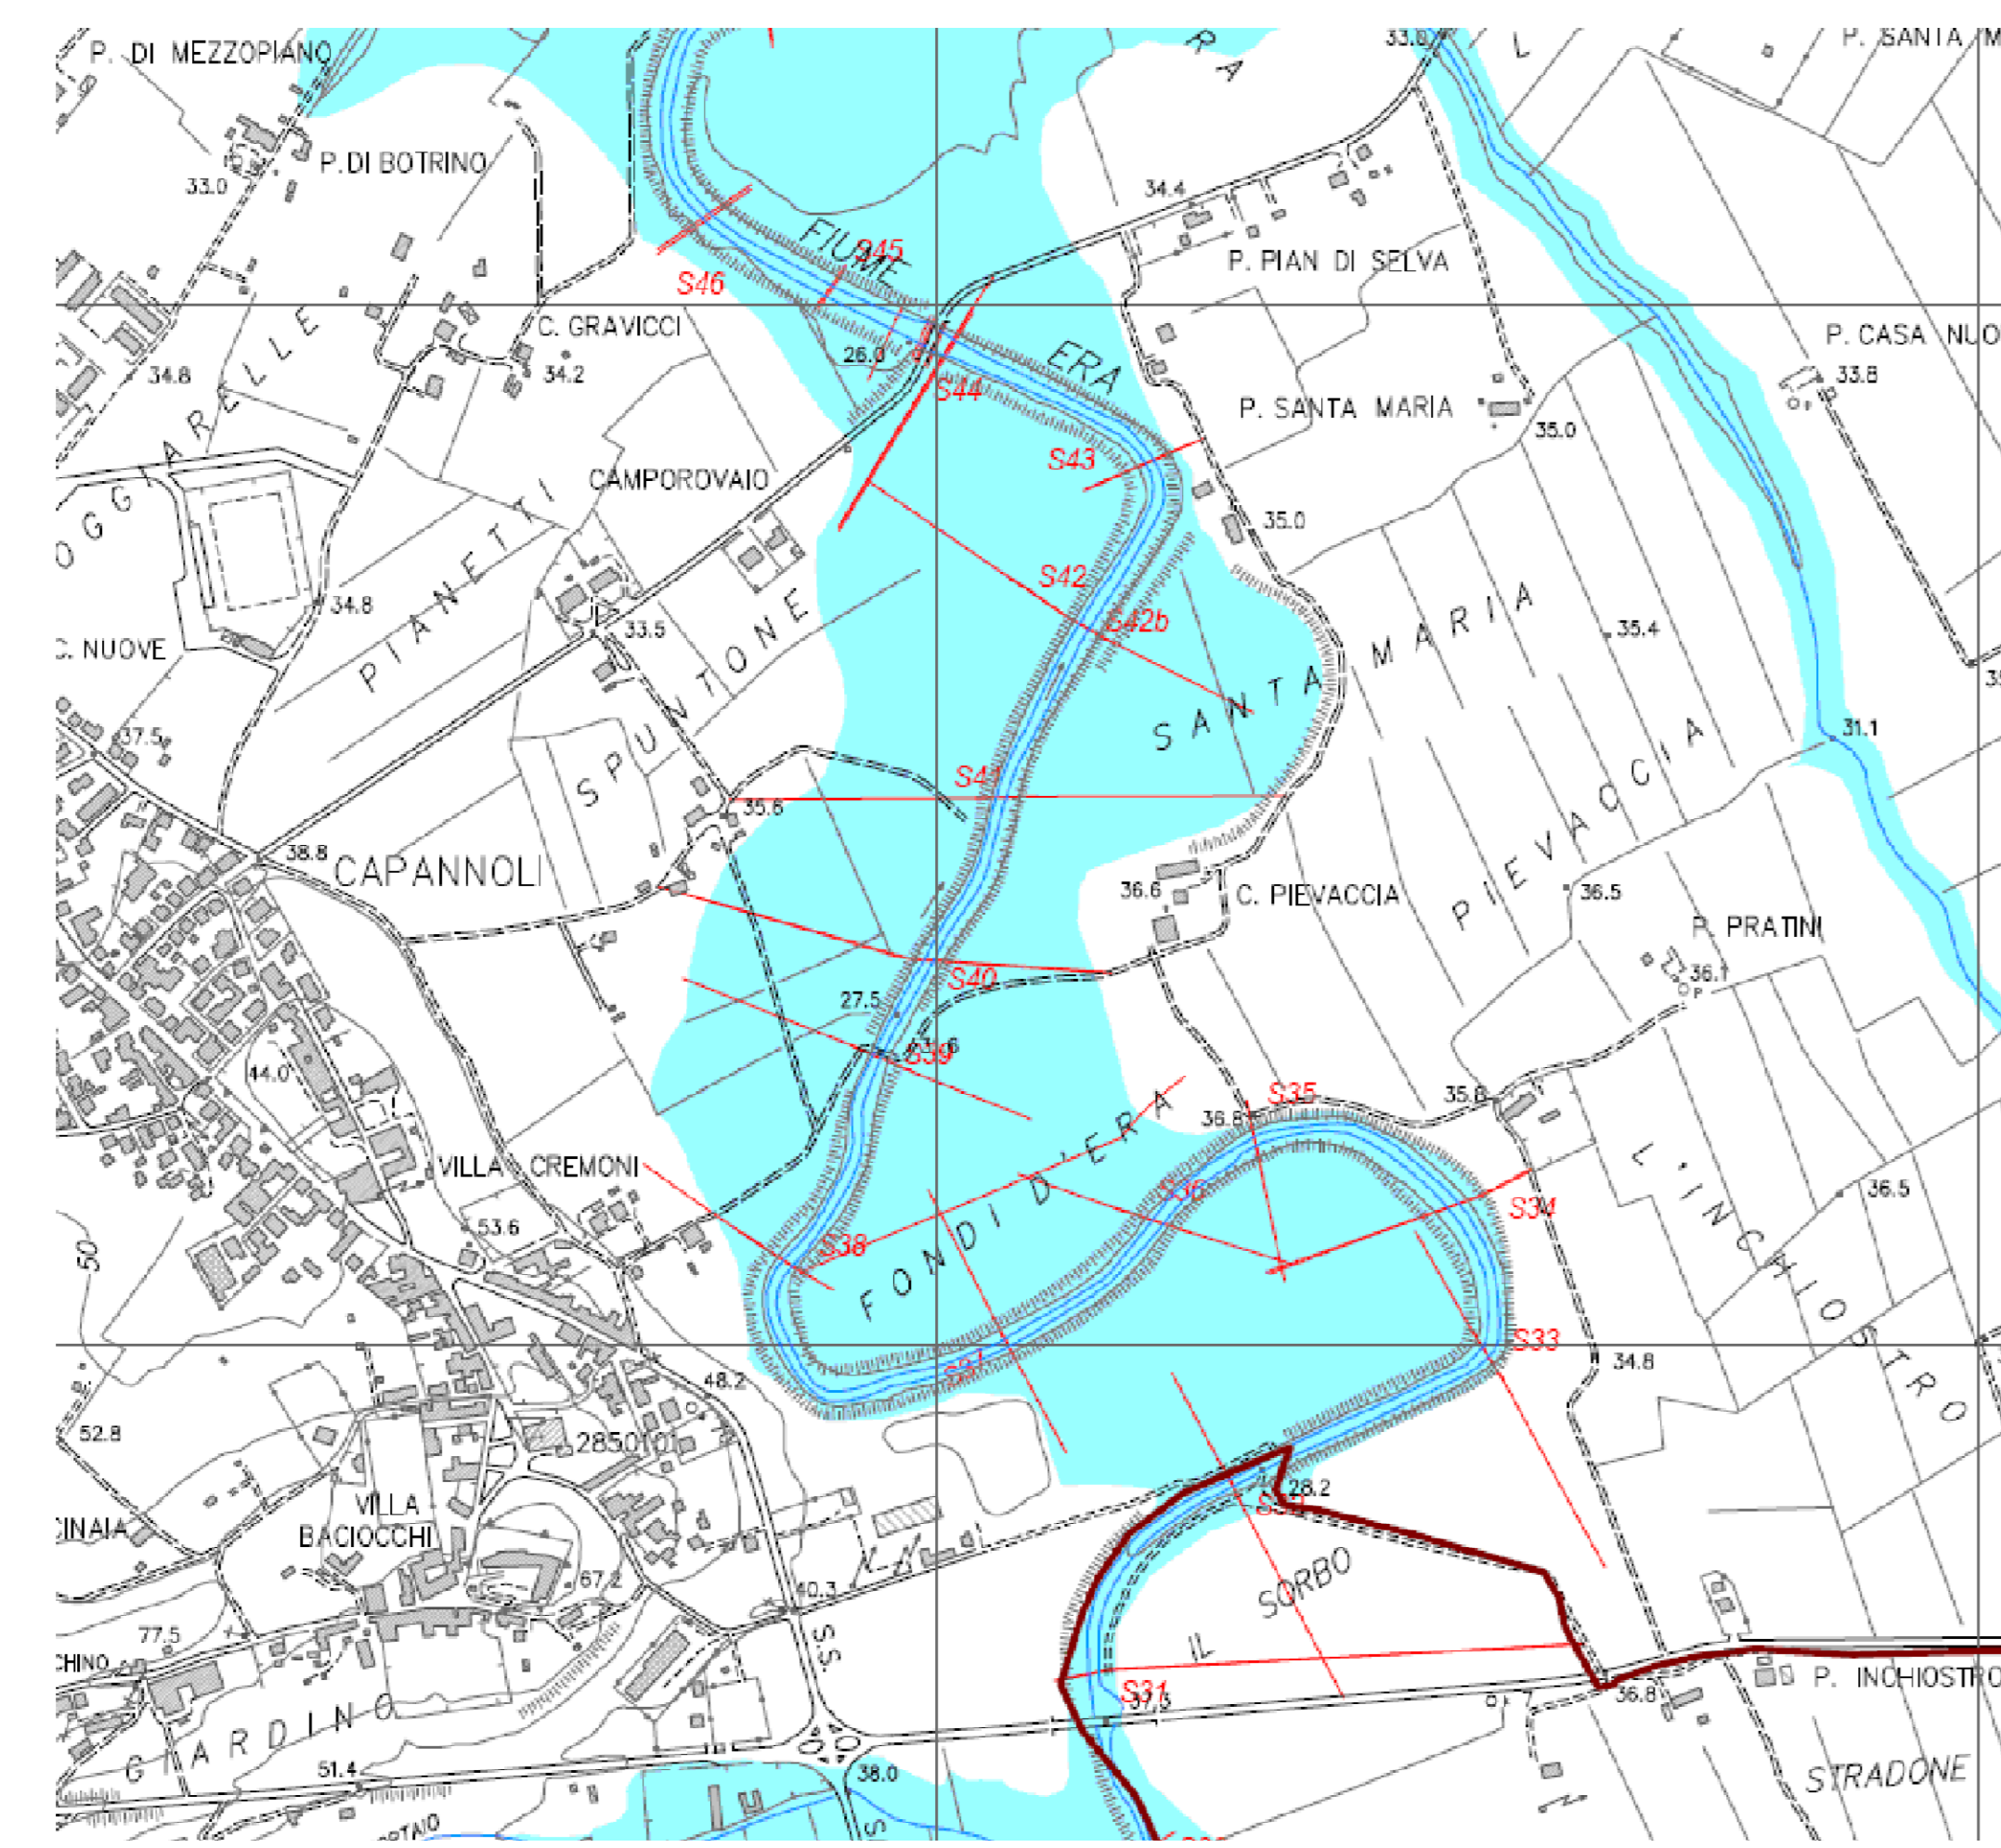 P. DI MEZZOPIANO
33.0
P. SANTA M
P.DI BOTRINO
33.0
34.4
FIUME
S45
S46
P. PIAN DI SELVA
C. GRAVICCI
26.0
34.8
34.2
S44
ERA
P. SANTA MARIA
35.0
P. CASA NUO
33.8
S43
CAMPOROVAIO
OGGIARELLE
PIANETTI
35.0
34.8
C. NUOVE
33.5
S42
S42b
SPUNTONE
SANTA MARIA
35.4
37.5
31.1
S41
35.6
38.8
CAPANNOLI
PIEVACCIA
36.6
C. PIEVACCIA
36.5
P. PRATINI
36.1
P
S40
27.5
S39
44.0
S35
36.8
35.8
VILLA CREMONI
FONDI D'ERA
S36
S34
36.5
53.6
S38
L'INCHIOSTRO
50
S33
S37
34.8
48.2
52.8
2850101
28.2
VILLA
BACIOCCHI
CINAIA
67.2
40.3
SORBO
IL
77.5
S.S.
CHINO
S31
37.3
36.8
P. INCHIOSTRO
GIARDINO
51.4
38.0
STRADONE